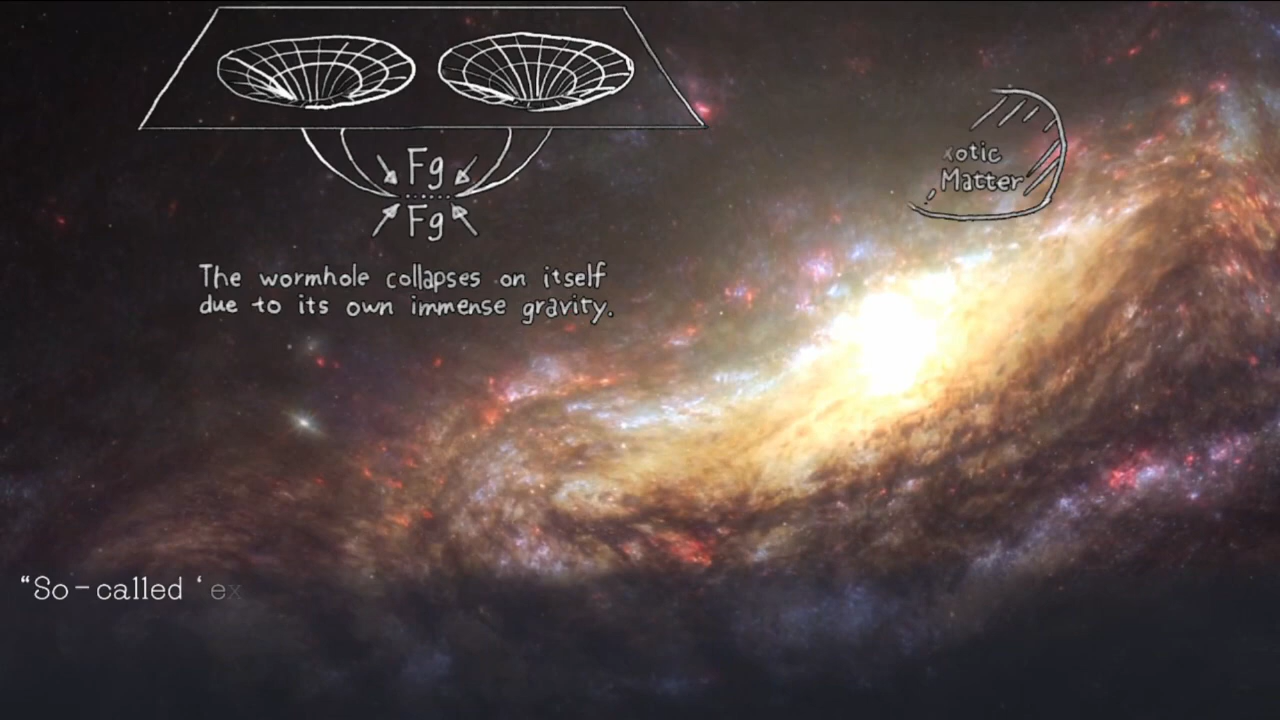 Fg
Fg
The wormhole collapses on itself
due to its own immense gravity.
xotic
Matter
“So-called ‘ex